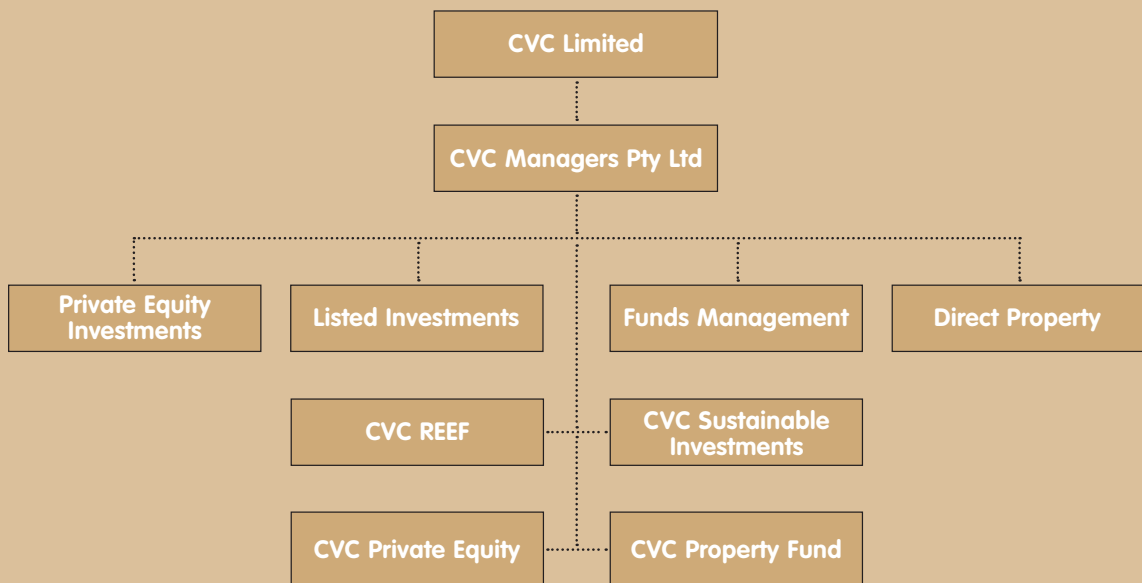 CVC Limited
CVC Managers Pty Ltd
Private Equity
Investments
Listed Investments
Funds Management
Direct Property
CVC REEF
CVC Sustainable
Investments
CVC Private Equity
CVC Property Fund